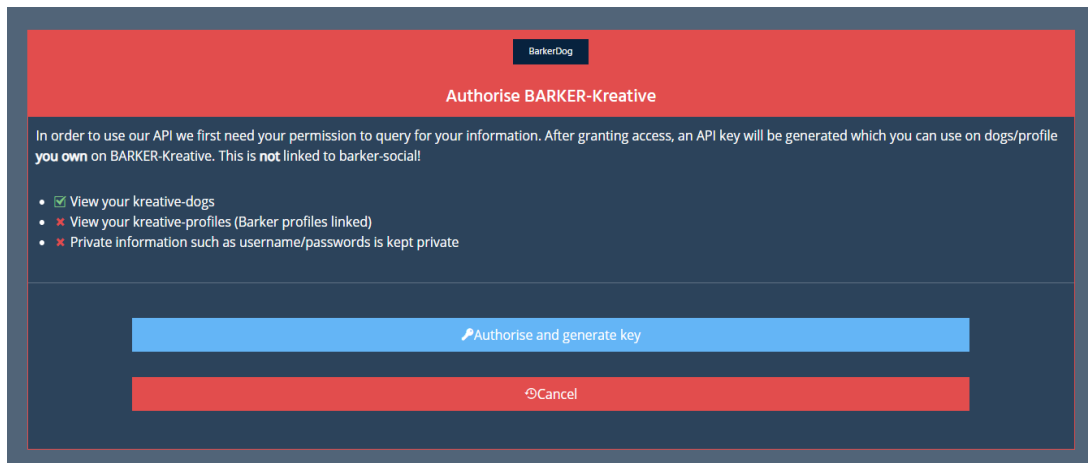 BarkerDog
Authorise BARKER-Kreative
In order to use our API we first need your permission to query for your information. After granting access, an API key will be generated which you can use on dogs/profile
you own on BARKER-Kreative. This is not linked to barker-social!
View your kreative-dogs
View your kreative-profiles (Barker profiles linked)
Private information such as username/passwords is kept private
Authorise and generate key
Cancel